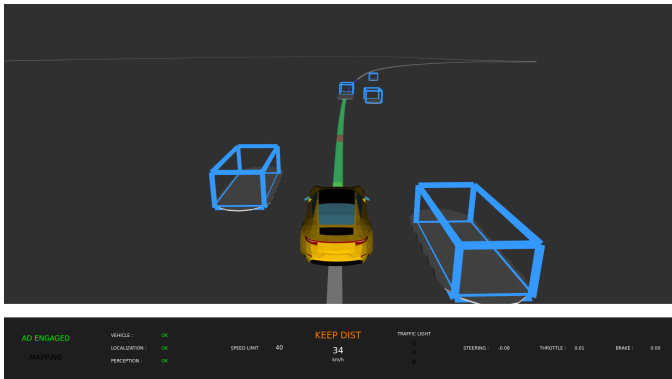 AD ENGAGED
MAPPING
VEHICLE : OK
LOCALIZATION : OK
PERCEPTION : OK
SPEED LIMIT 40
KEEP DIST
34
km/h
TRAFFIC LIGHT
G
Y
R
STEERING : -0.08
THROTTLE : 0.01
BRAKE : 0.00